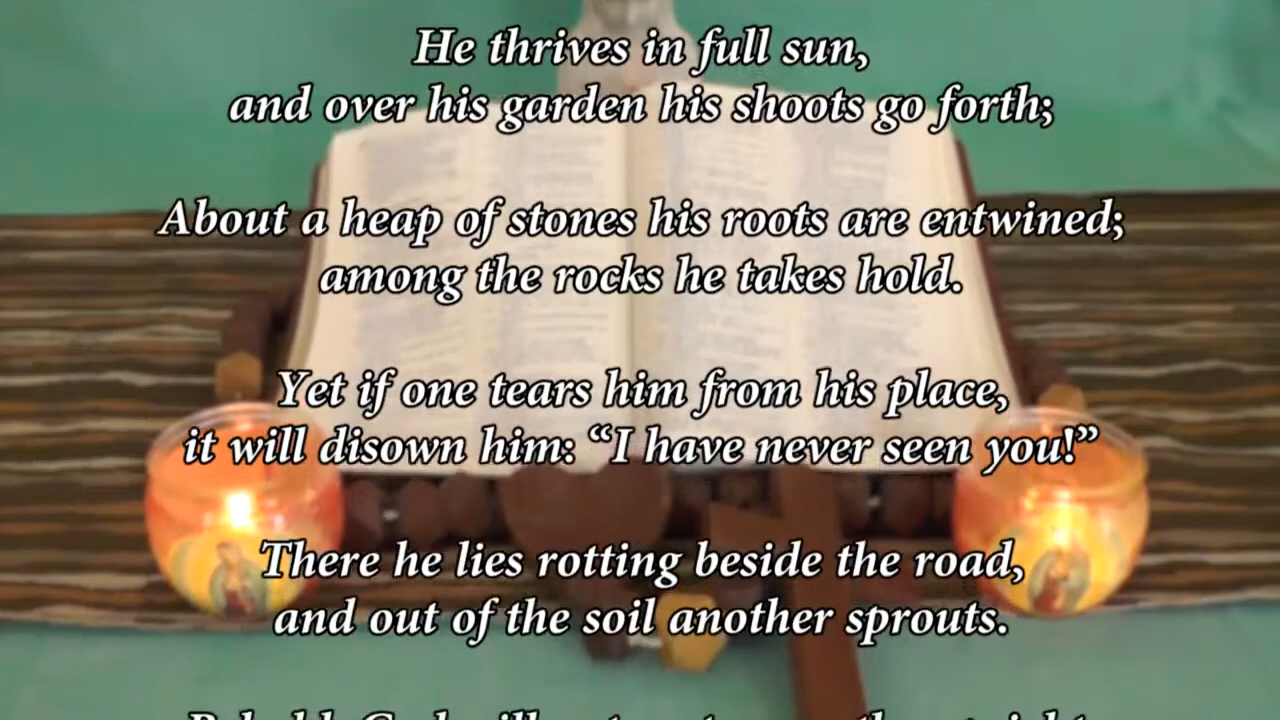 He thrives in full sun,
and over his garden his shoots go forth;
About a heap of stones his roots are entwined;
among the rocks he takes hold.
Yet if one tears him from his place,
it will disown him: “I have never seen you!”
There he lies rotting beside the road,
and out of the soil another sprouts.